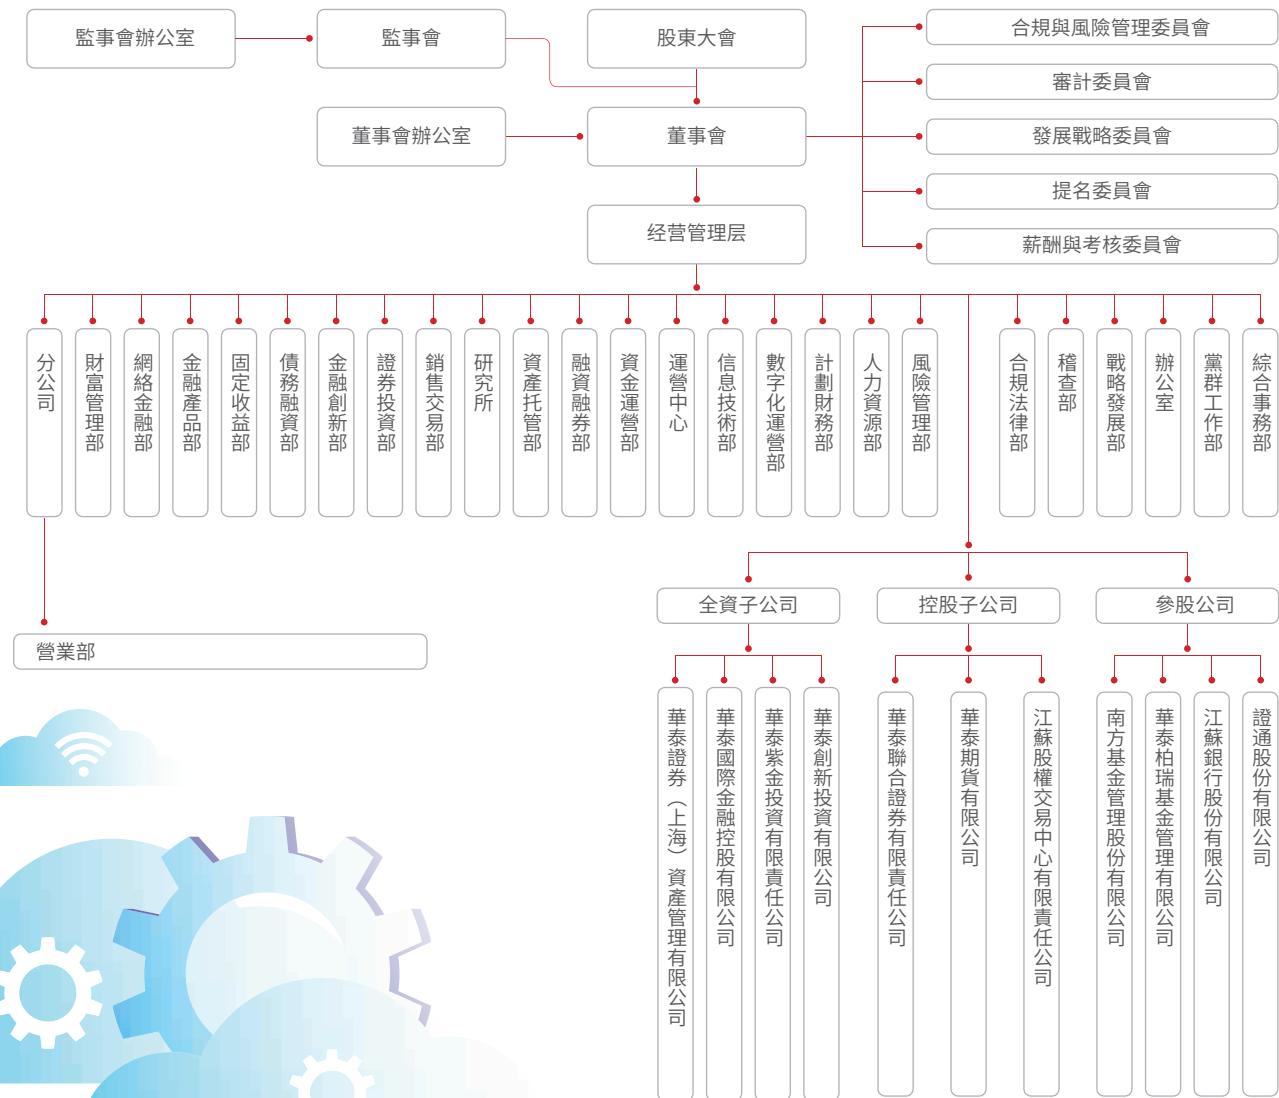 監事會辦公室
監事會
股東大會
合規與風險管理委員會
審計委員會
董事會辦公室
董事會
發展戰略委員會
提名委員會
经营管理层
薪酬與考核委員會
分公司
財富管理部
網絡金融部
金融產品部
固定收益部
債務融資部
金融創新部
證券投資部
銷售交易部
研究所
資產托管部
融資融券部
資金運營部
運營中心
信息技術部
數字化運營部
計劃財務部
人力資源部
風險管理部
合規法律部
稽查部
戰略發展部
辦公室
黨群工作部
綜合事務部
全資子公司
控股子公司
參股公司
營業部
華泰證券（上海）資產管理有限公司
華泰國際金融控股有限公司
華泰紫金投資有限責任公司
華泰創新投資有限公司
華泰聯合證券有限責任公司
華泰期貨有限公司
江蘇股權交易中心有限責任公司
南方基金管理股份有限公司
華泰柏瑞基金管理有限公司
江蘇銀行股份有限公司
證通股份有限公司